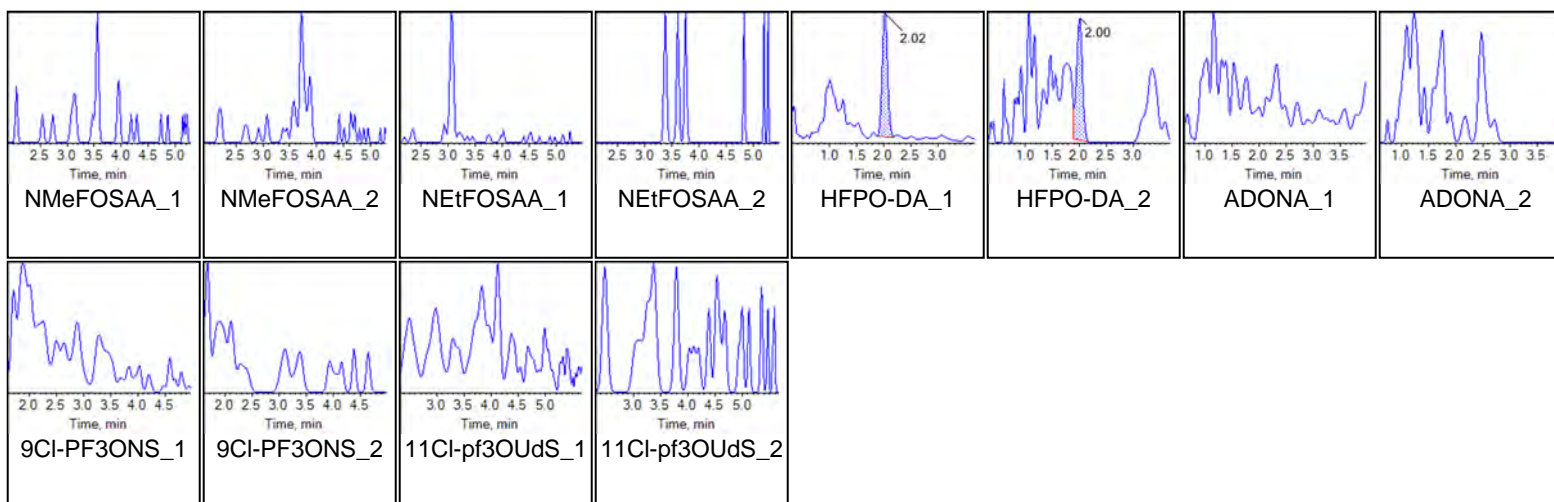 2.5 3.0 3.5 4.0 4.5 5.0
Time, min
NMeFOSAA_1
2.5 3.0 3.5 4.0 4.5 5.0
Time, min
NMeFOSAA_2
2.5 3.0 3.5 4.0 4.5 5.0
Time, min
NEtFOSAA_1
2.5 3.0 3.5 4.0 4.5 5.0
Time, min
NEtFOSAA_2
2.02
1.0 1.5 2.0 2.5 3.0
Time, min
HFPO-DA_1
2.00
1.0 1.5 2.0 2.5 3.0
Time, min
HFPO-DA_2
1.0 1.5 2.0 2.5 3.0 3.5
Time, min
ADONA_1
1.0 1.5 2.0 2.5 3.0 3.5
Time, min
ADONA_2
2.0 2.5 3.0 3.5 4.0 4.5
Time, min
9Cl-PF3ONS_1
2.0 2.5 3.0 3.5 4.0 4.5
Time, min
9Cl-PF3ONS_2
3.0 3.5 4.0 4.5 5.0
Time, min
11Cl-pf3OUdS_1
3.0 3.5 4.0 4.5 5.0
Time, min
11Cl-pf3OUdS_2